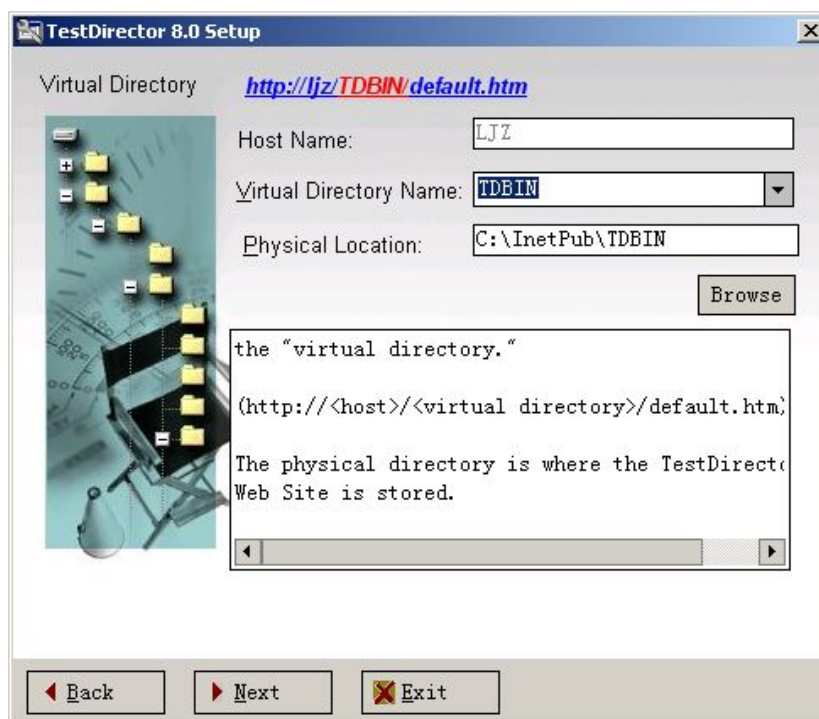 TestDirector 8.0 Setup
Virtual Directory
http://ljz/TDBIN/default.htm
Host Name:
LJZ
Virtual Directory Name:
TDBIN
Physical Location:
C:\InetPub\TDBIN
Browse
the "virtual directory."
(http://<host>/<virtual directory>/default.htm)
The physical directory is where the TestDirecto
Web Site is stored.
Back
Next
Exit